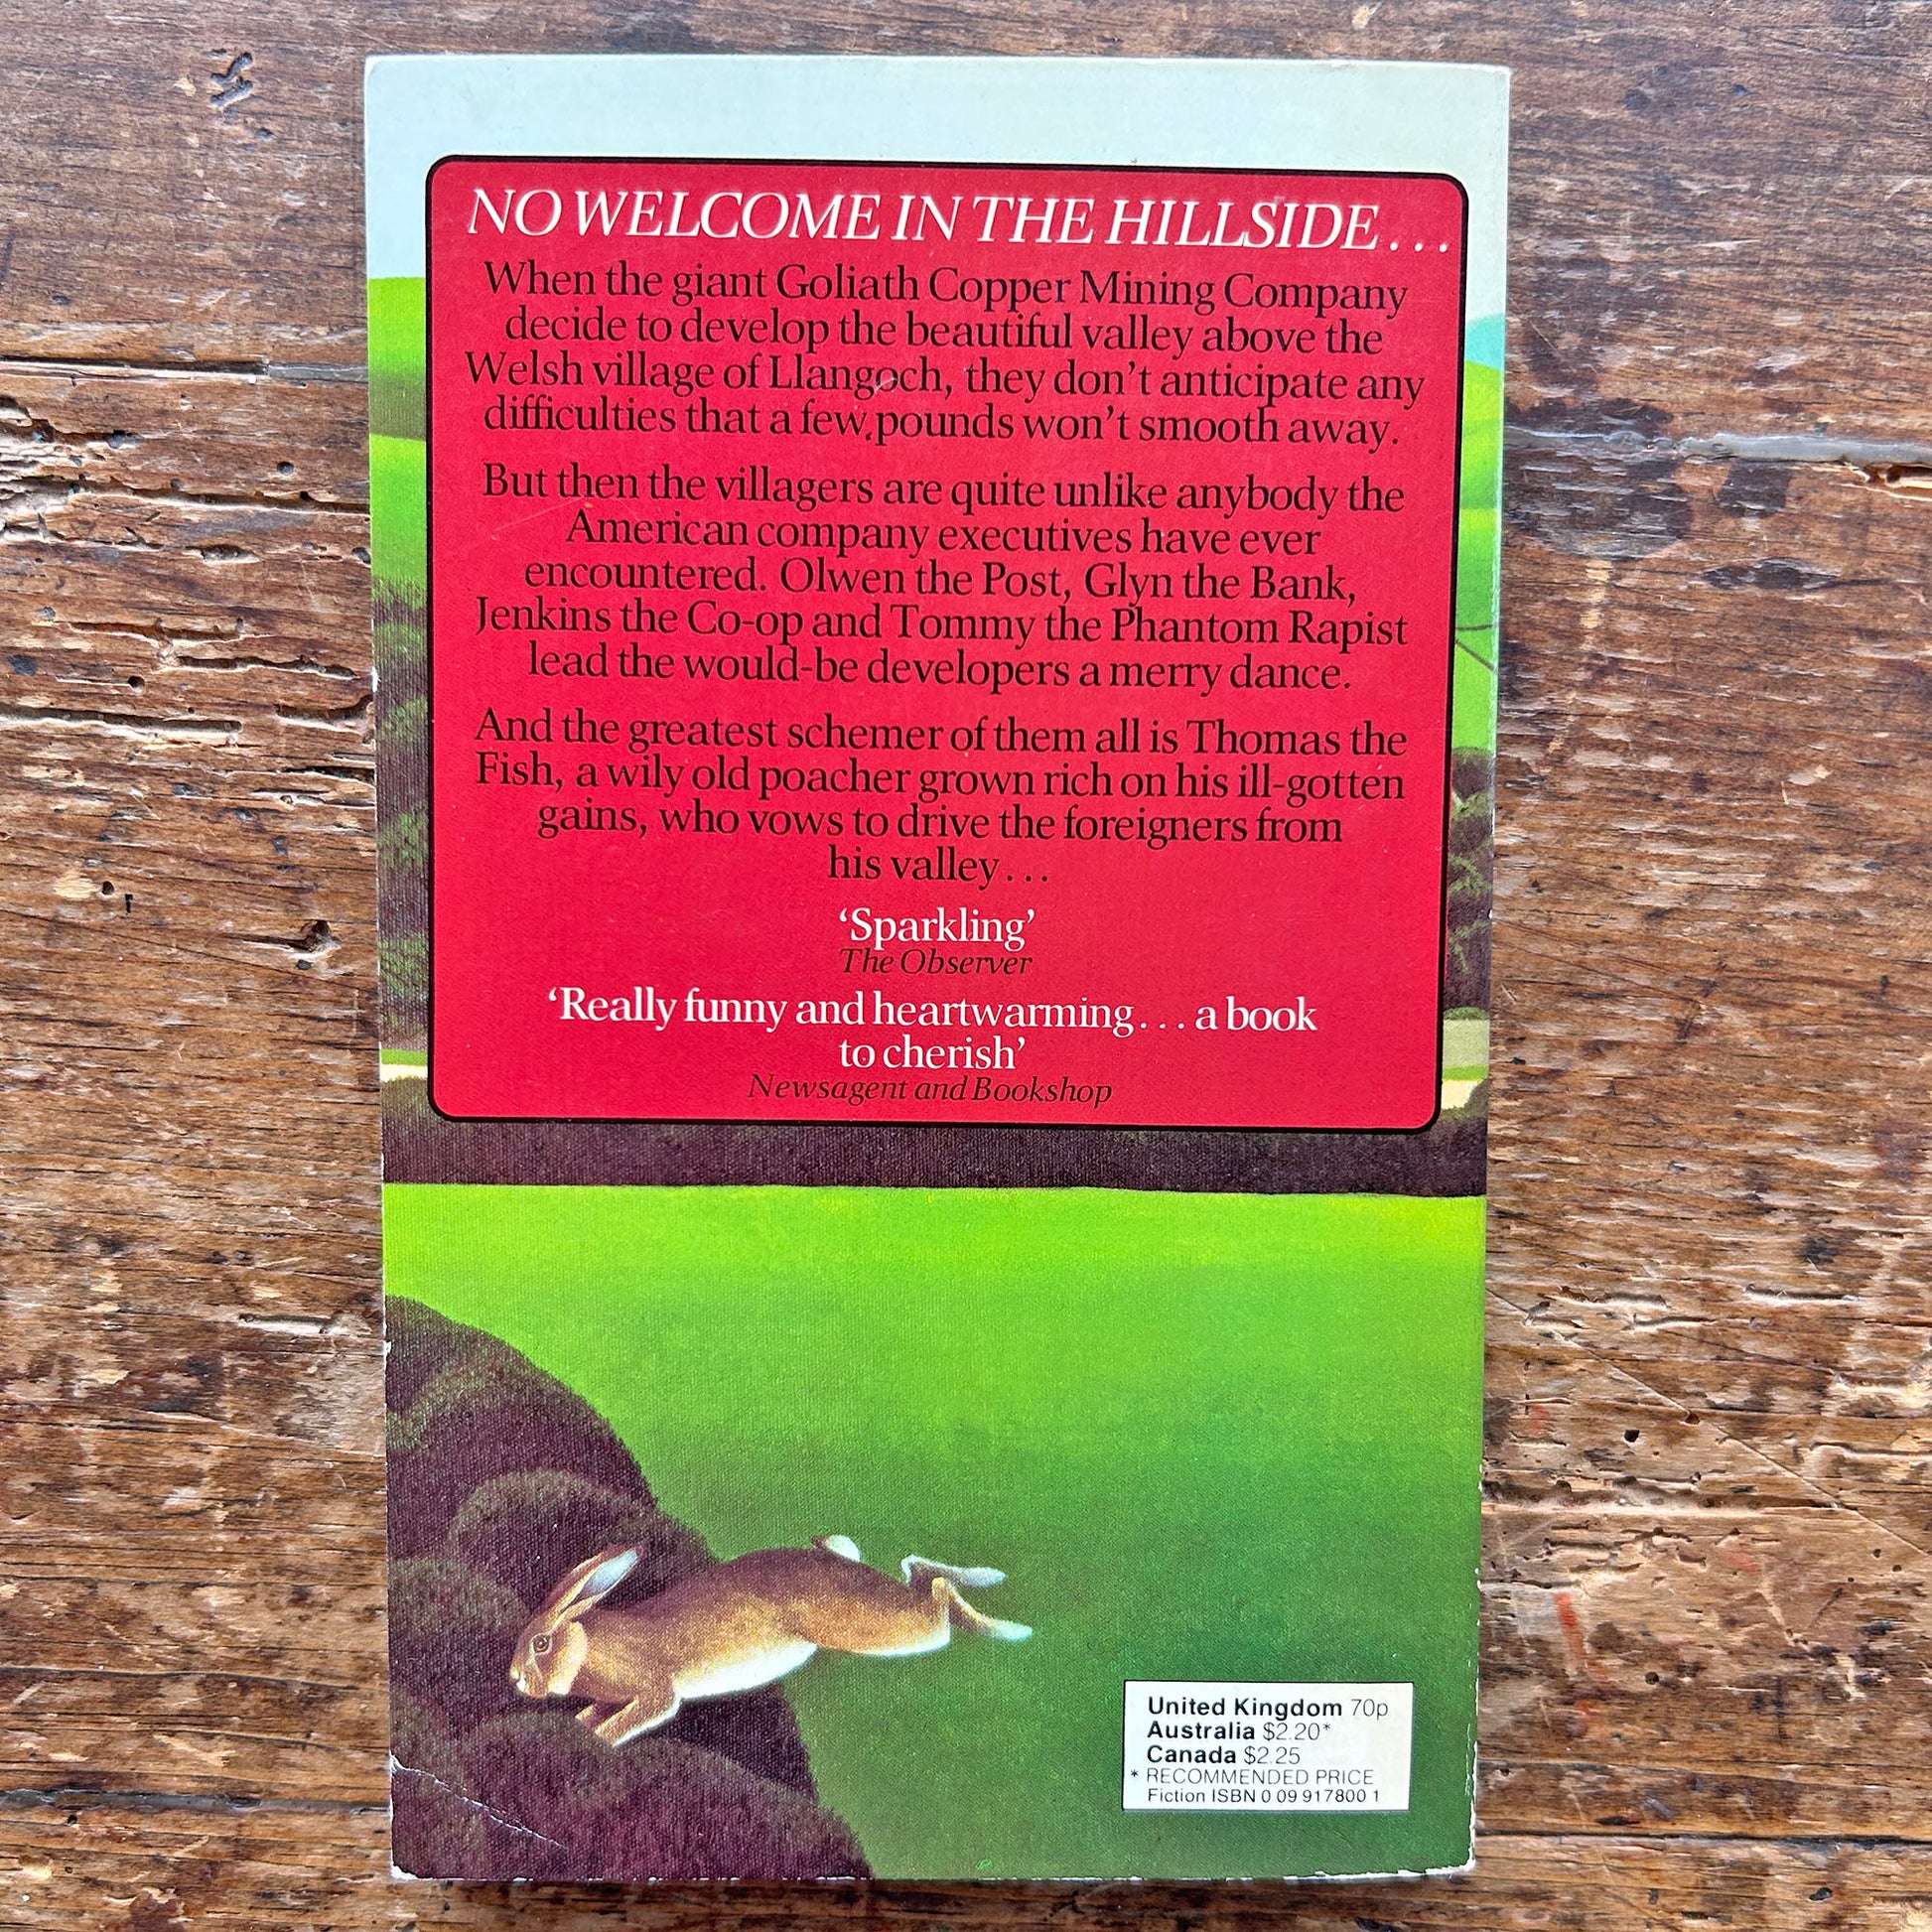 NO WELCOME IN THE HILLSIDE...
When the giant Goliath Copper Mining Company
decide to develop the beautiful valley above the
Welsh village of Llangoch, they don't anticipate any
difficulties that a few pounds won't smooth away.
But then the villagers are quite unlike anybody the
American company executives have ever
encountered. Olwen the Post, Glyn the Bank,
Jenkins the Co-op and Tommy the Phantom Rapist
lead the would-be developers a merry dance.
And the greatest schemer of them all is Thomas the
Fish, a wily old poacher grown rich on his ill-gotten
gains, who vows to drive the foreigners from
his valley...
'Sparkling'
The Observer
'Really funny and heartwarming... a book
to cherish'
Newsagent and Bookshop
United Kingdom 70p
Australia $2.20*
Canada $2.25
* RECOMMENDED PRICE
Fiction ISBN 0 09 917800 1